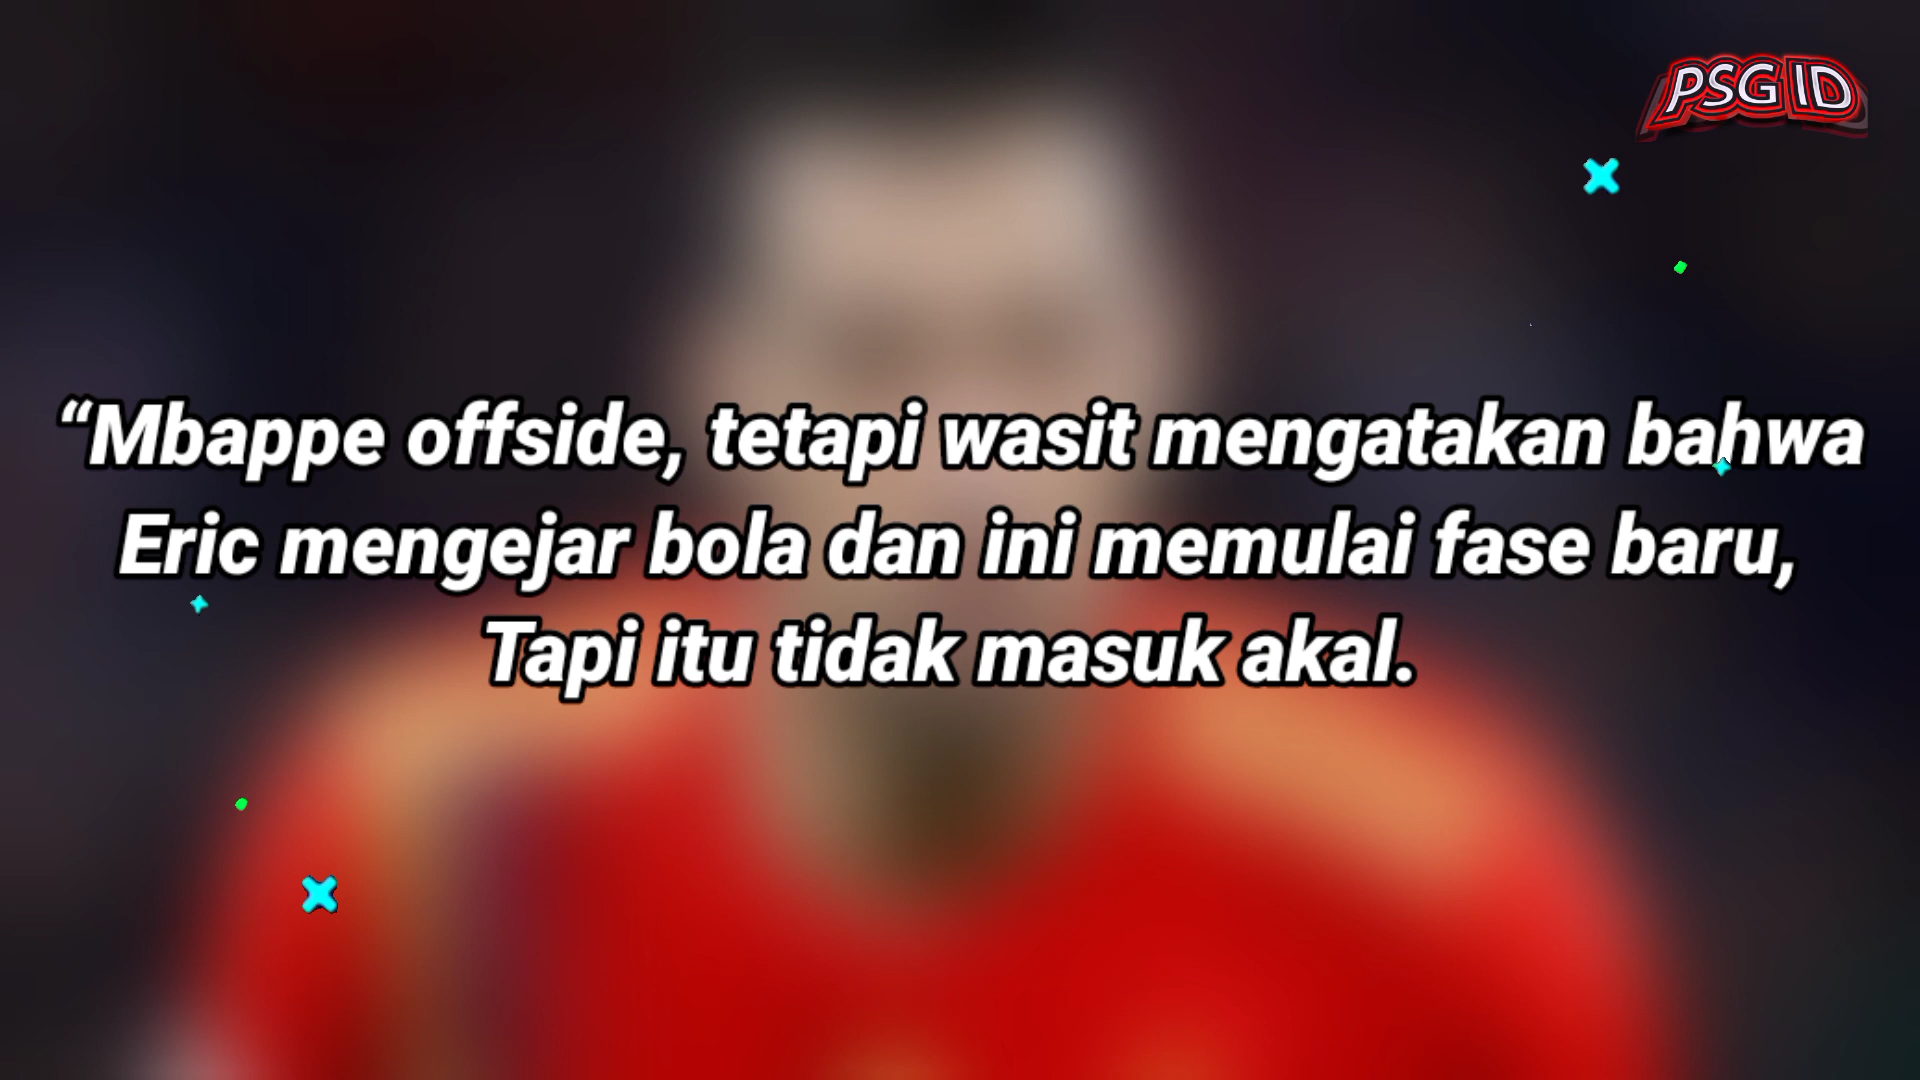 PSG ID
“Mbappe offside, tetapi wasit mengatakan bahwa
Eric mengejar bola dan ini memulai fase baru,
Tapi itu tidak masuk akal.